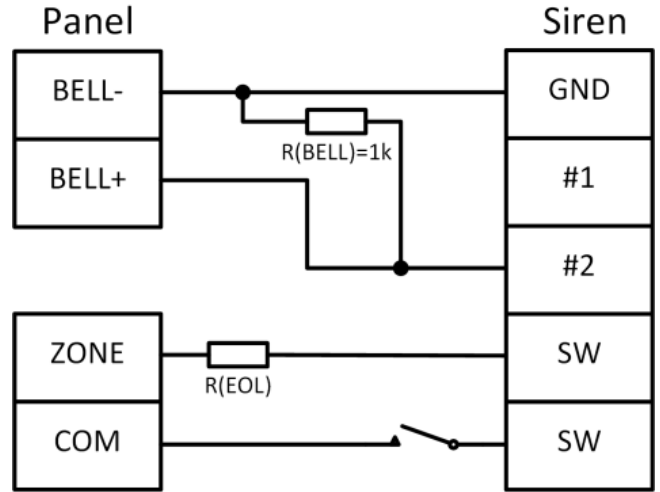 Panel
Siren
BELL-
GND
R(BELL)=1k
BELL+
#1
#2
ZONE
SW
R(EOL)
COM
SW